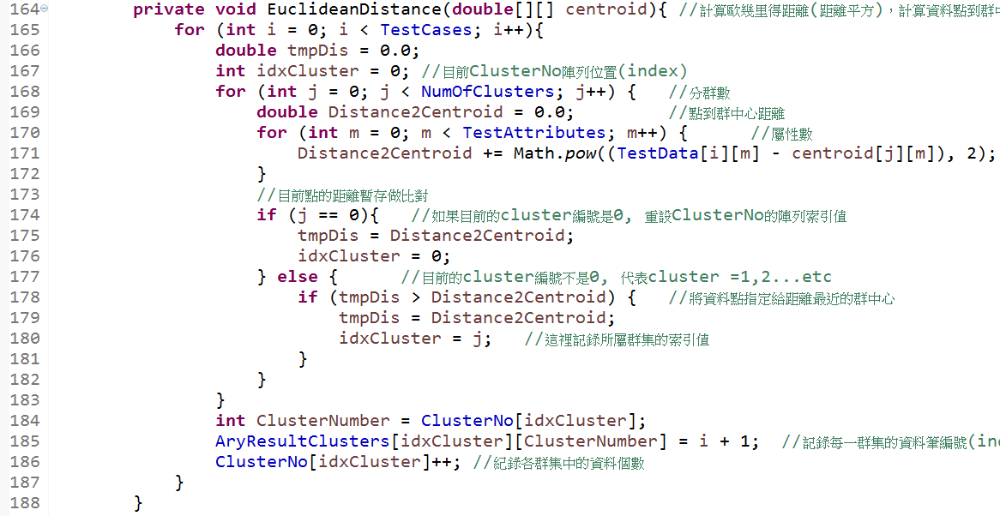 164 private void EuclideanDistance(double[][] centroid){ //計算歐幾里得距離(距離平方)，計算資料點到群
165 for (int i = 0; i < TestCases; i++){
166 double tmpDis = 0.0;
167 int idxCluster = 0; //目前ClusterNo陣列位置(index)
168 for (int j = 0; j < NumOfClusters; j++) { //分群數
169 double Distance2Centroid = 0.0; //點到群中心距離
170 for (int m = 0; m < TestAttributes; m++) { //屬性數
171 Distance2Centroid += Math.pow((TestData[i][m] - centroid[j][m]), 2);
172 }
173 //目前點的距離暫存做比對
174 if (j == 0){ //如果目前的cluster編號是0, 重設ClusterNo的陣列索引值
175 tmpDis = Distance2Centroid;
176 idxCluster = 0;
177 } else { //目前的cluster編號不是0, 代表cluster =1,2...etc
178 if (tmpDis > Distance2Centroid) { //將資料點指定給距離最近的群中心
179 tmpDis = Distance2Centroid;
180 idxCluster = j; //這裡記錄所屬群集的索引值
181 }
182 }
183 }
184 int ClusterNumber = ClusterNo[idxCluster];
185 AryResultClusters[idxCluster][ClusterNumber] = i + 1; //記錄每一群集的資料筆編號(in
186 ClusterNo[idxCluster]++; //紀錄各群集中的資料個數
187 }
188 }